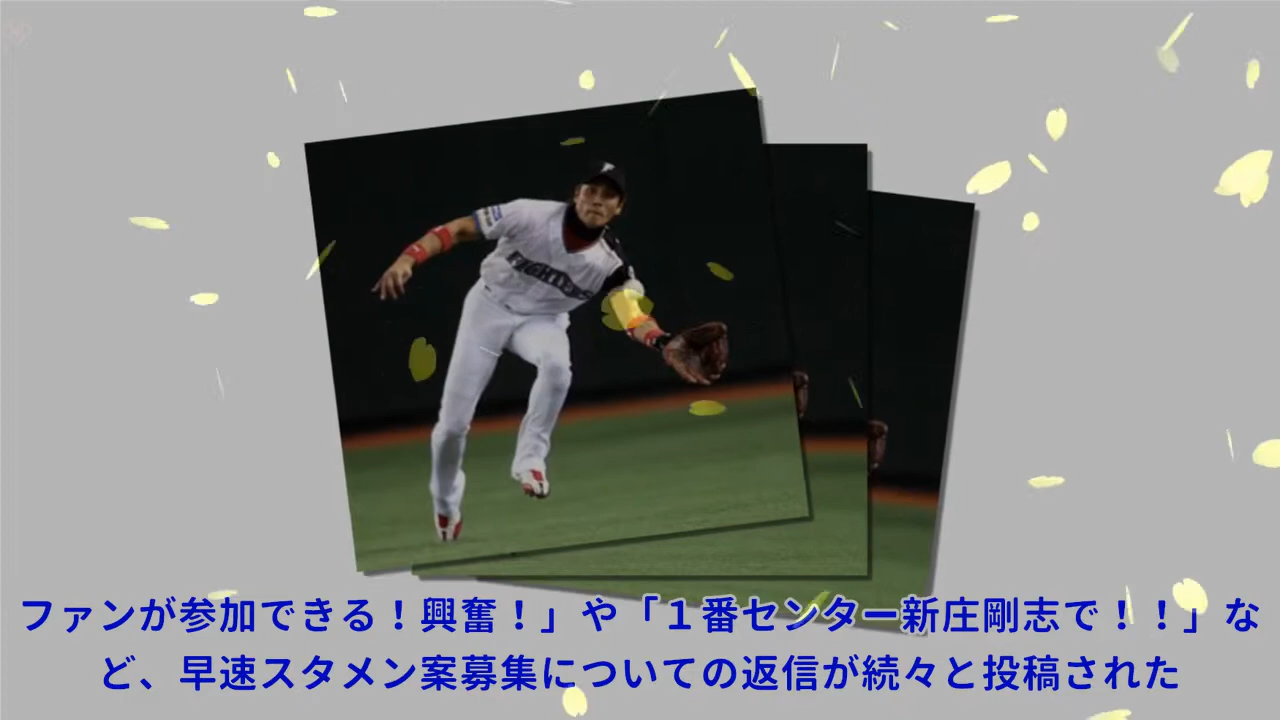 FIGHTERS
ファンが参加できる！興奮！」や「１番センター新庄剛志で！！」な
ど、早速スタメン案募集についての返信が続々と投稿された